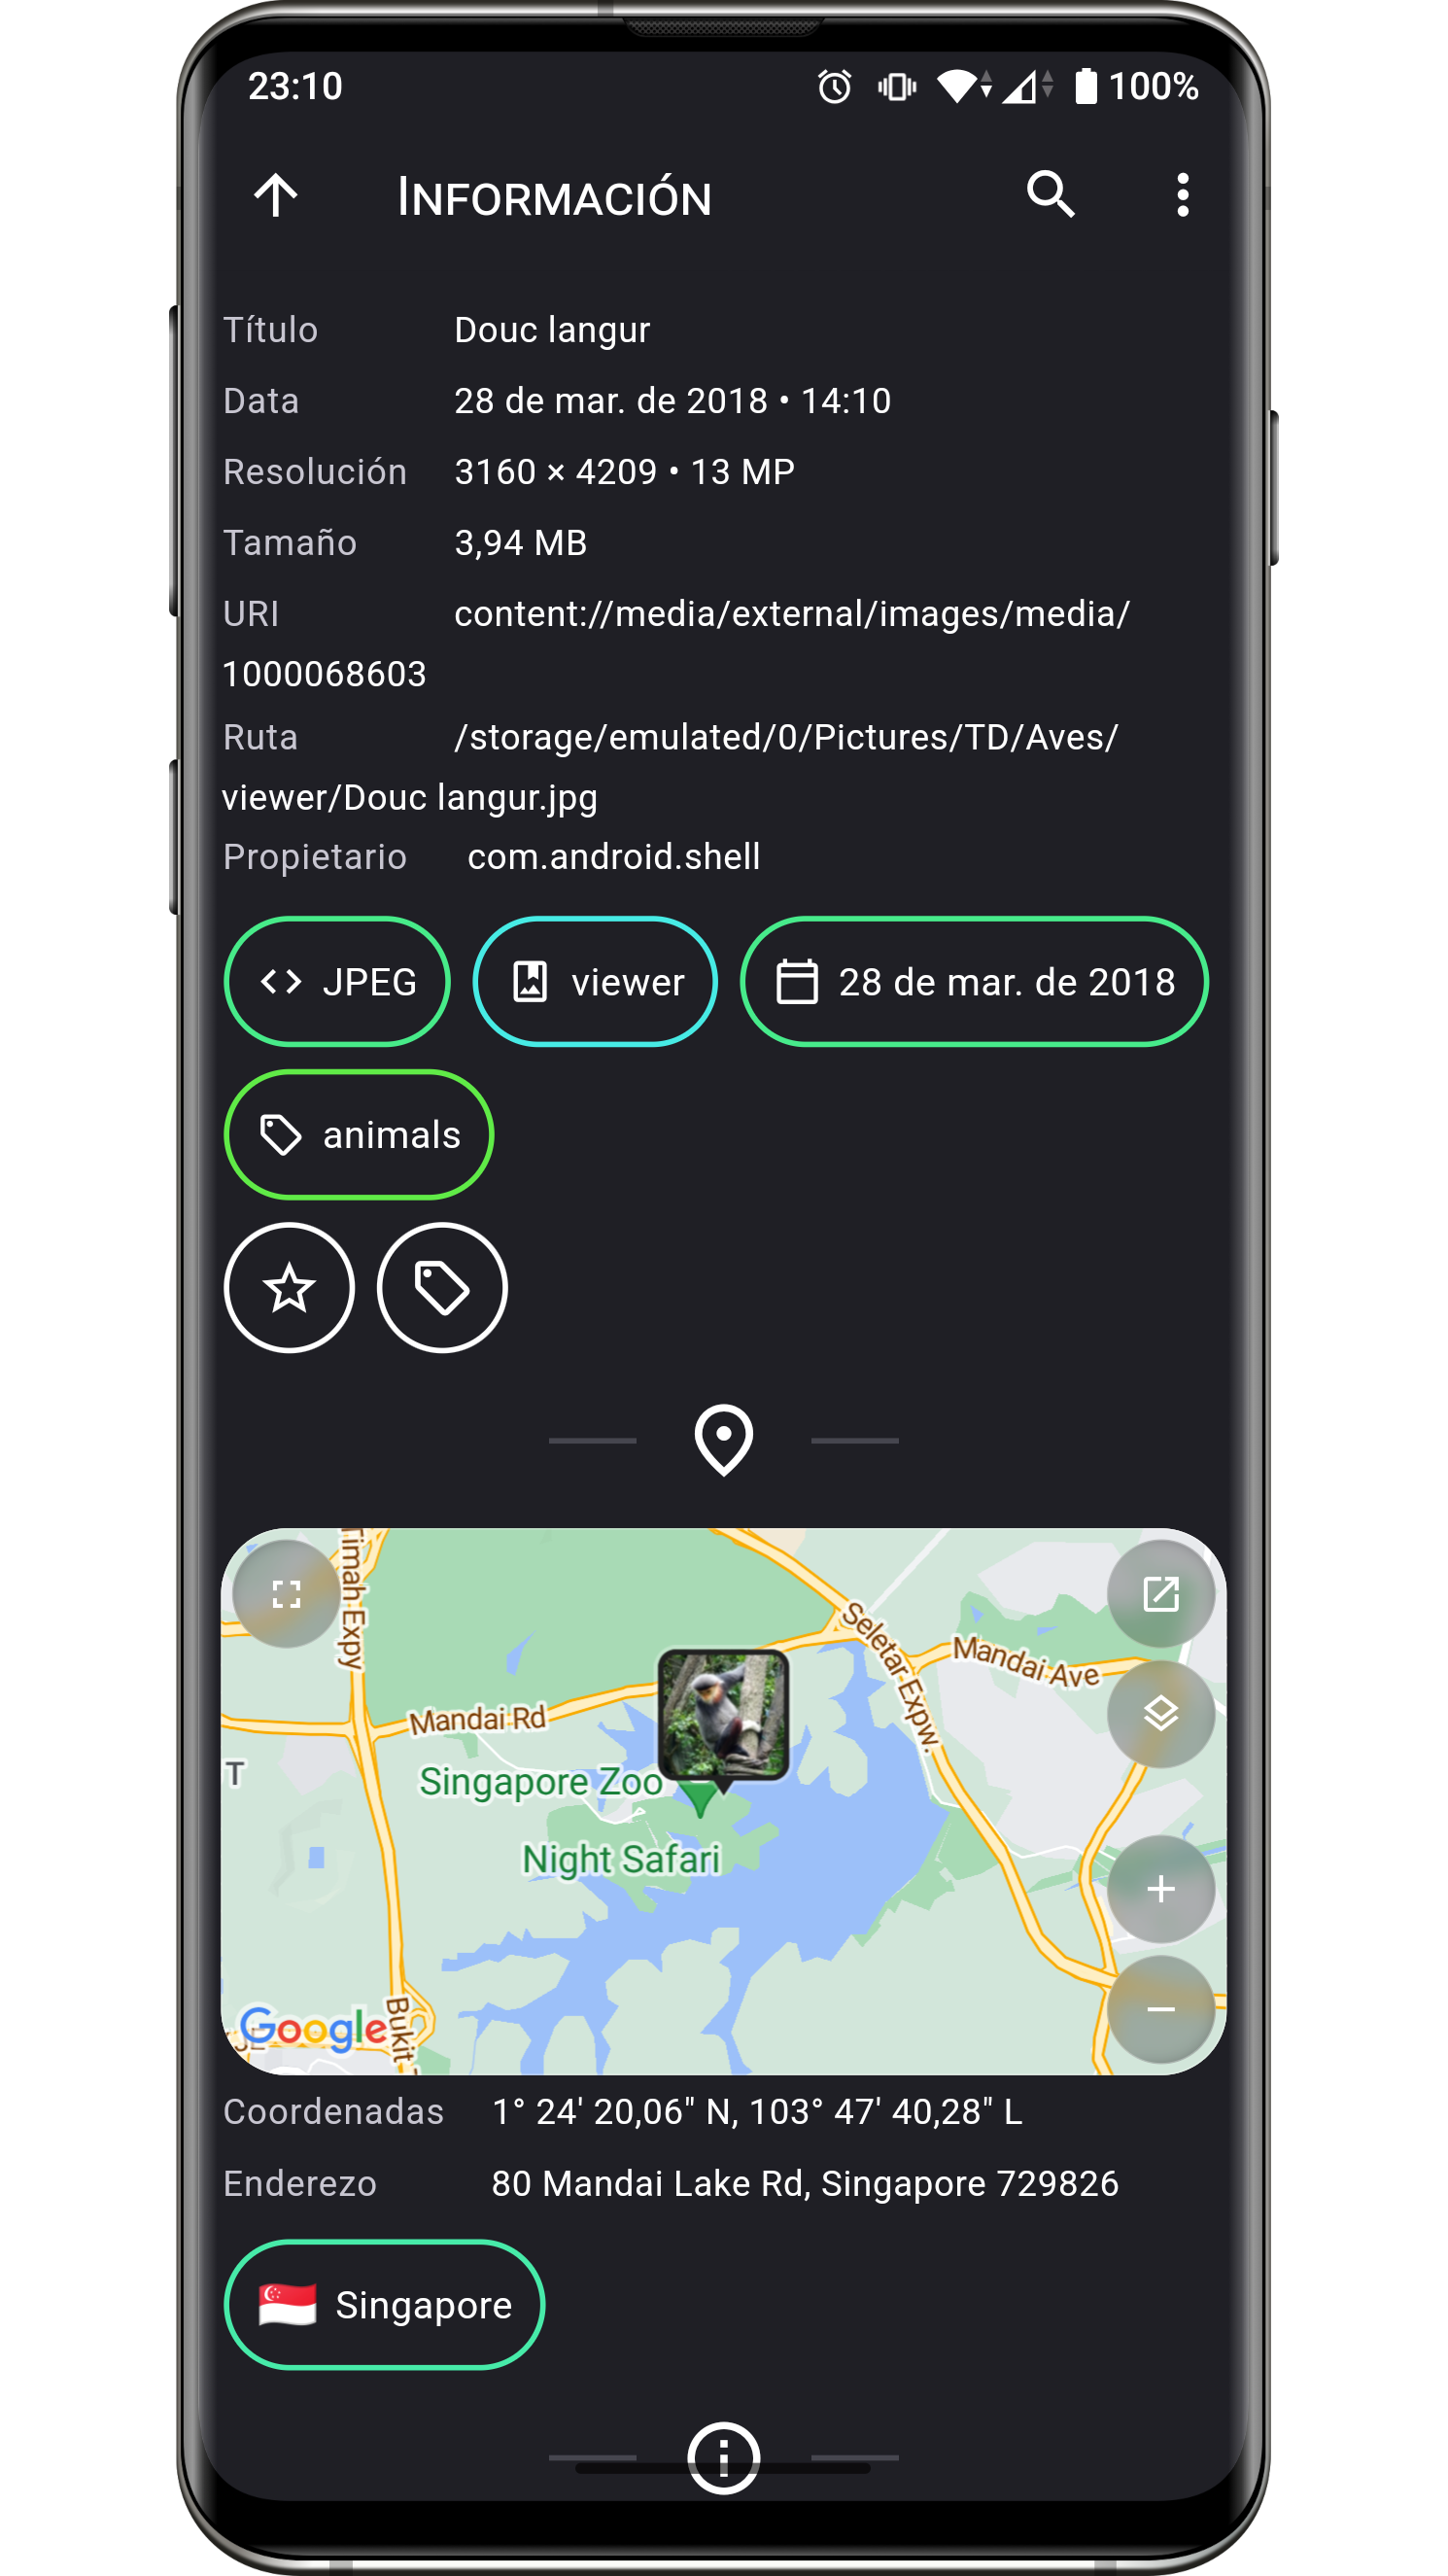 23:10 100%
INFORMACIÓN
Título Douc langur
Data 28 de mar. de 2018 • 14:10
Resolución 3160 × 4209 • 13 MP
Tamaño 3,94 MB
URI content://media/external/images/media/
1000068603
Ruta /storage/emulated/0/Pictures/TD/Aves/
viewer/Douc langur.jpg
Propietario com.android.shell
JPEG viewer 28 de mar. de 2018
animals
Timah Expy
Seletar Expw.
Mandai Ave
Mandai Rd
T
Singapore Zoo
Night Safari
Google
Bukit
Coordenadas 1° 24' 20,06" N, 103° 47' 40,28" L
Enderezo 80 Mandai Lake Rd, Singapore 729826
Singapore